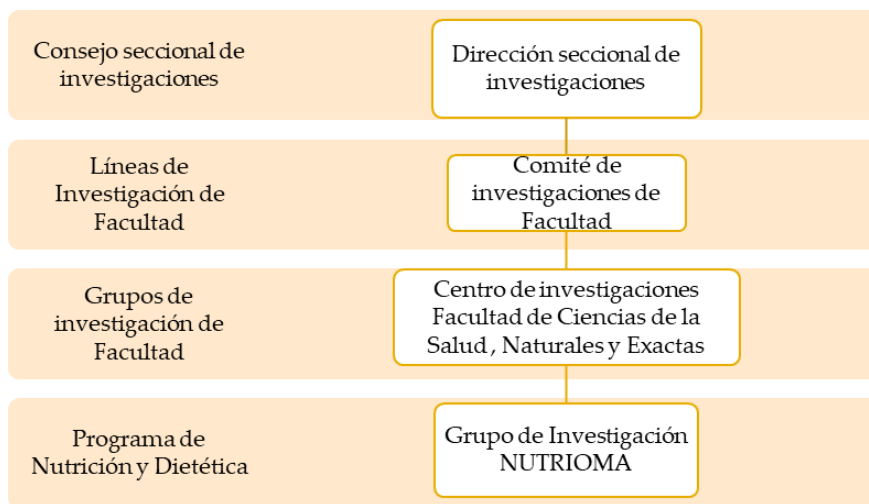 Consejo seccional de
investigaciones
Dirección seccional de
investigaciones
Líneas de
Investigación de
Facultad
Comité de
investigaciones de
Facultad
Grupos de
investigación de
Facultad
Centro de investigaciones
Facultad de Ciencias de la
Salud , Naturales y Exactas
Programa de
Nutrición y Dietética
Grupo de Investigación
NUTRIOMA